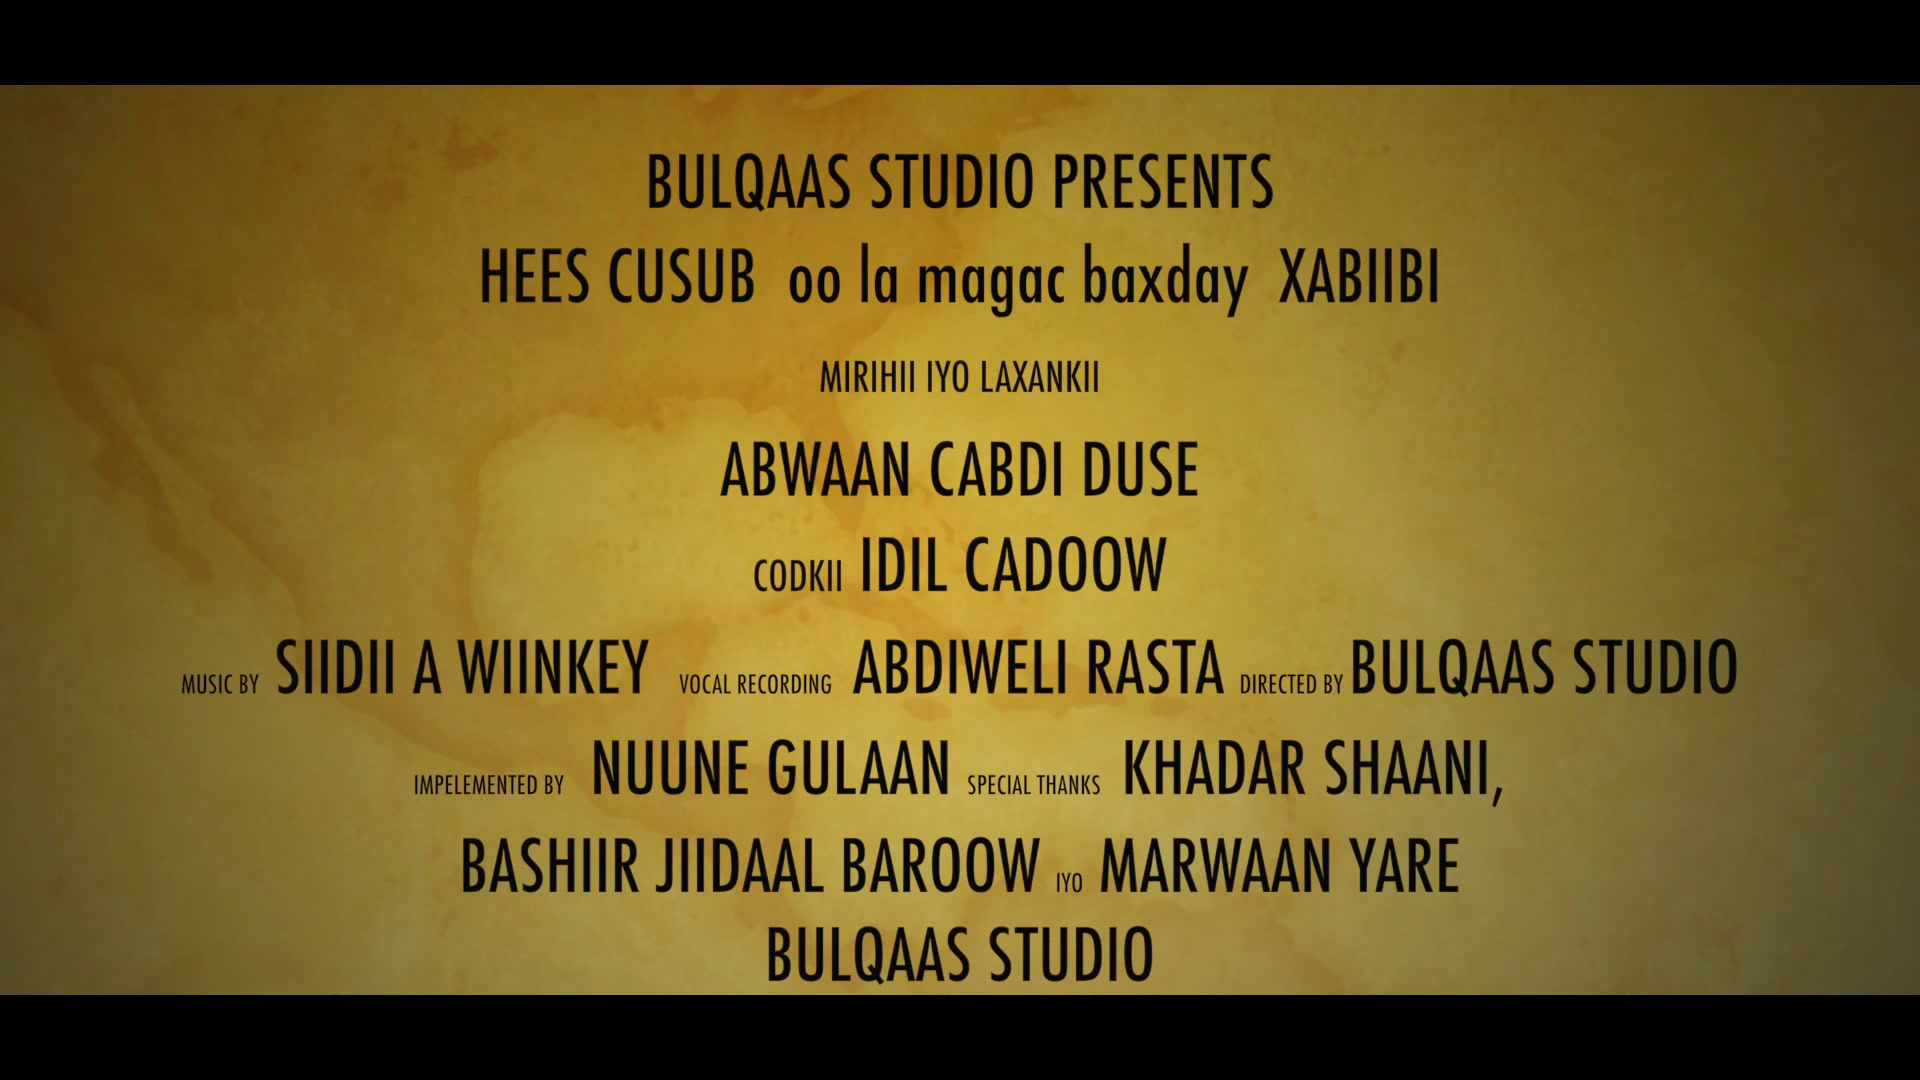 BULQAAS STUDIO PRESENTS
HEES CUSUB oo la magac baxday XABIIBI
MIRIHII IYO LAXANKII
ABWAAN CABDI DUSE
CODKII IDIL CADOOW
MUSIC BY SIIDII A WIINKEY VOCAL RECORDING ABDIWELI RASTA DIRECTED BY BULQAAS STUDIO
IMPELEMENTED BY NUUNE GULAAN SPECIAL THANKS KHADAR SHAANI,
BASHIIR JIIDAAL BAROOW IYO MARWAAN YARE
BULQAAS STUDIO